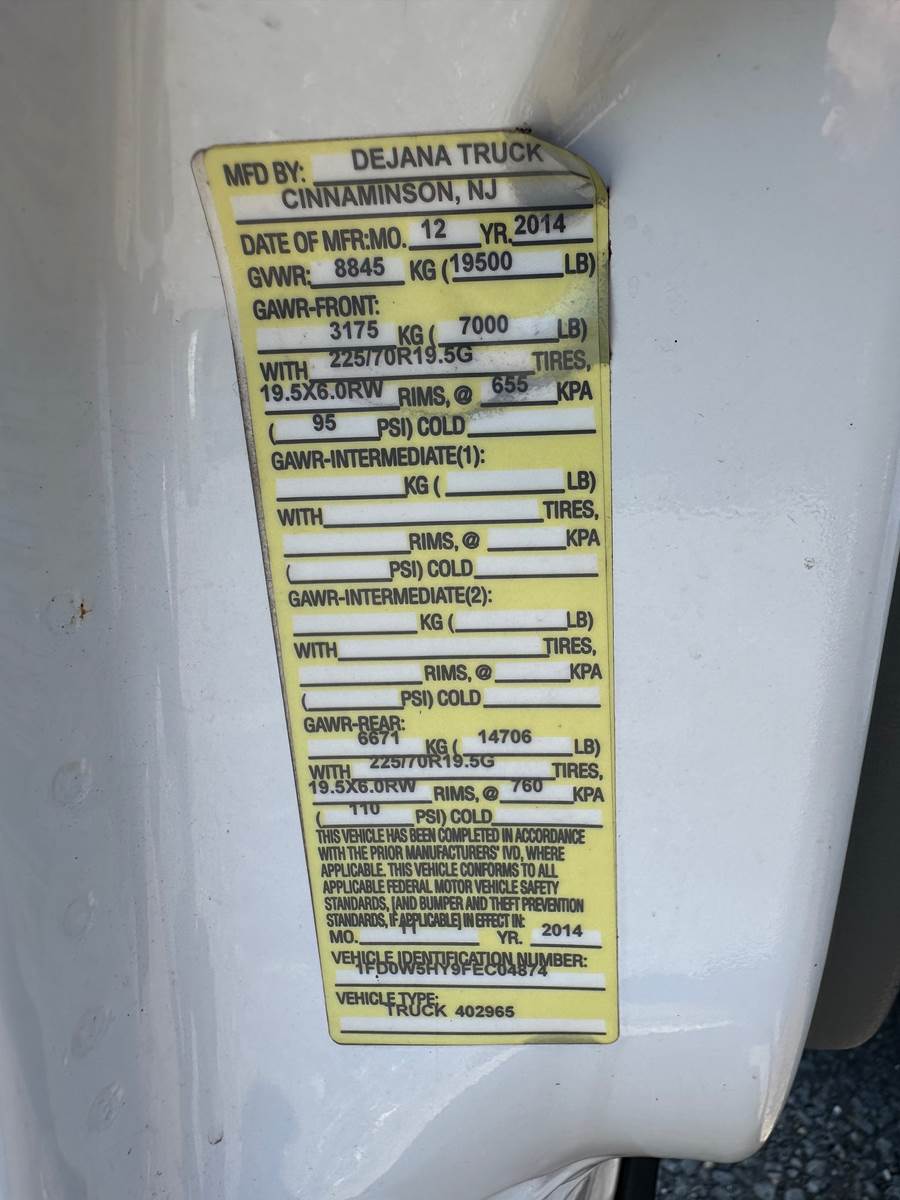 MFD BY: DEJANA TRUCK
CINNAMINSON, NJ
DATE OF MFR:MO. 12 YR. 2014
GVWR: 8845 KG (19500 LB)
GAWR-FRONT:
3175 KG ( 7000 LB)
WITH 225/70R19.5G TIRES,
19.5X6.0RW RIMS, @ 655 KPA
( 95 PSI) COLD
GAWR-INTERMEDIATE(1):
KG ( LB)
WITH TIRES,
RIMS, @ KPA
( PSI) COLD
GAWR-INTERMEDIATE(2):
KG ( LB)
WITH TIRES,
RIMS, @ KPA
( PSI) COLD
GAWR-REAR:
6671 KG ( 14706 LB)
WITH 225/70R19.5G TIRES,
19.5X6.0RW RIMS, @ 760 KPA
( 110 PSI) COLD
THIS VEHICLE HAS BEEN COMPLETED IN ACCORDANCE
WITH THE PRIOR MANUFACTURERS' IVD, WHERE
APPLICABLE. THIS VEHICLE CONFORMS TO ALL
APPLICABLE FEDERAL MOTOR VEHICLE SAFETY
STANDARDS, [AND BUMPER AND THEFT PREVENTION
STANDARDS, IF APPLICABLE] IN EFFECT IN:
MO. 11 YR. 2014
VEHICLE IDENTIFICATION NUMBER:
1FD0W5HY9FEC04874
VEHICLE TYPE:
TRUCK 402965